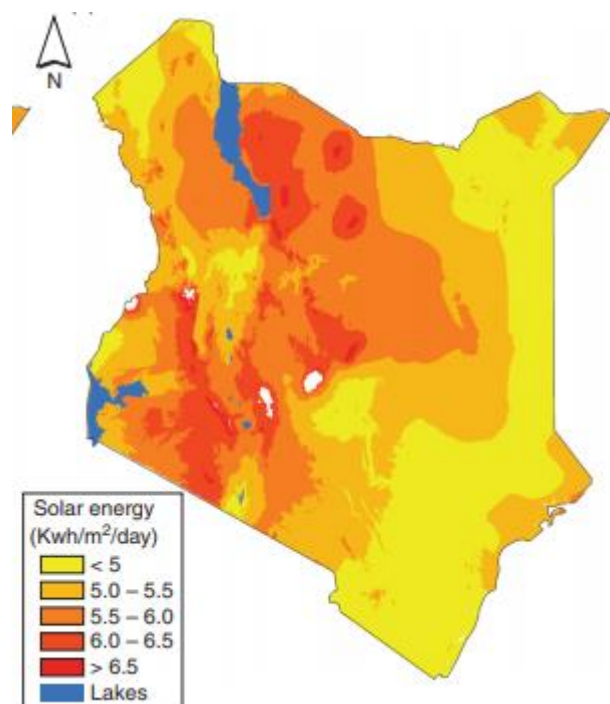 N
Solar energy
(Kwh/m²/day)
< 5
5.0 – 5.5
5.5 – 6.0
6.0 – 6.5
> 6.5
Lakes